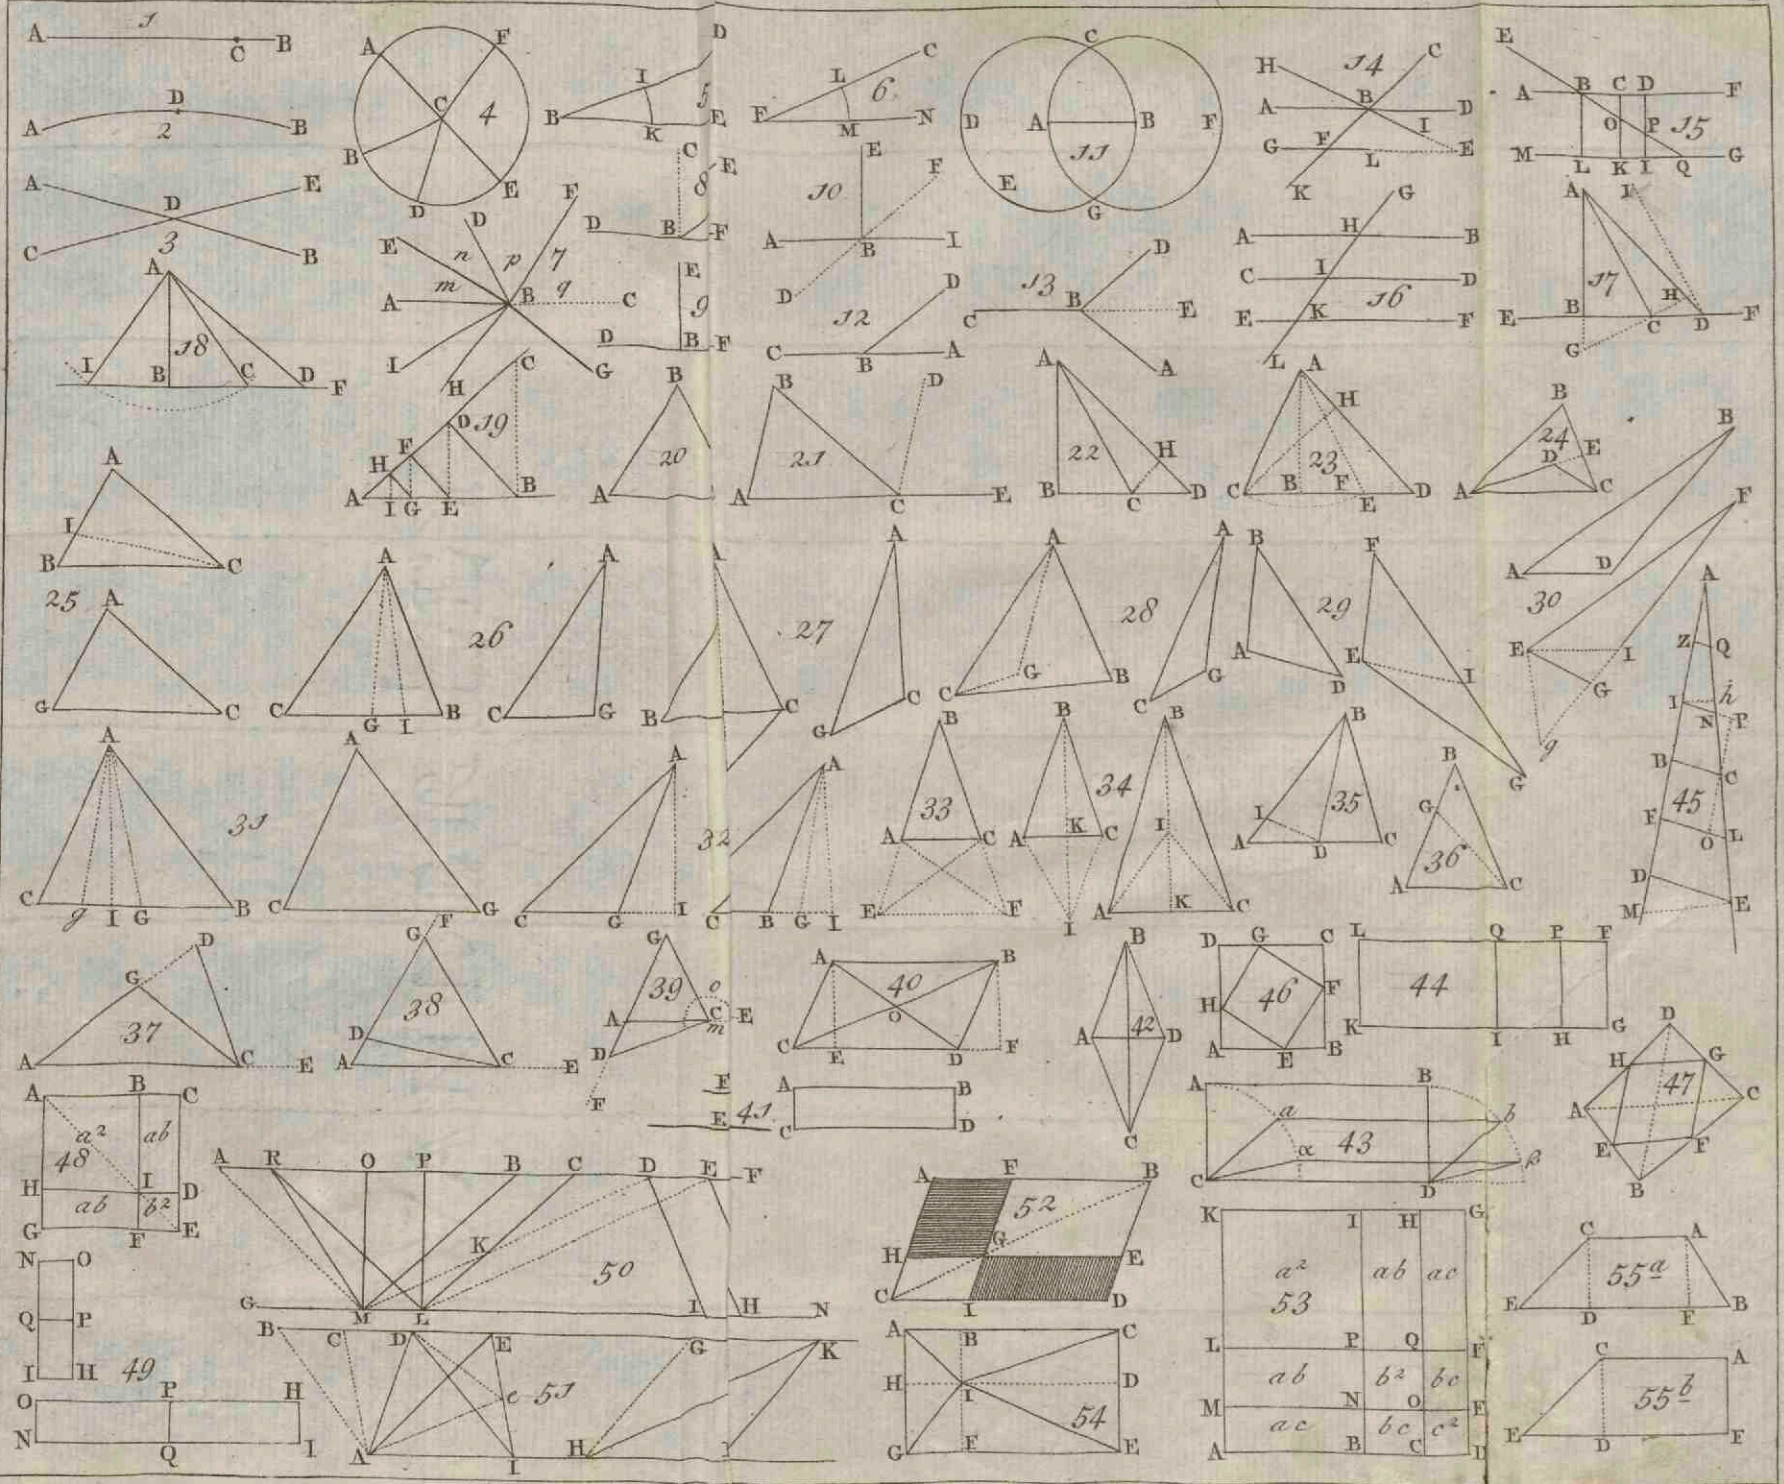 1
A C B
A D B
2
A E
D
C B
3
A F
C 4
B
D E
D
I 5
B K E
C
L
6
F M N
C
D A B F
11
E
G
H 14 C
A B D
F I
G L E
K
E
A B C D F
O P 15
M L K I Q G
E D F
n p 7
m B q C
A
I H G
C E
8
D B F
E
9
D B F
E F
10
A B I
D
D
12
C B A
13 D
C B E
A
G
A H B
C I D
16
E K F
L
A
17
H
E B C D F
G
A
I 18
B C D F
C
D 19
F
H
A I G E B
B
20
A
B D
21
A C E
A
22 H
B C D
A
H
23
C B F E D
B
24
D E
A C
A
I
B C
25 A
G C
A
26
C G I B
A
C G
A
27
B C
A
G C
A
28
C G B
A
G
C
B
29
A D
F
E I
G
B
A D
30
F
E I
G
g
A
Z Q
I h
N P
B C
45
F L
O
D E
M
A
31
C g I G B
A
C G
A
32
C G I
A
C B G I
B
33
A C
E F
B
34
A K C
I
B
I
A K C
B
I 35
A D C
B
G
36
A C
D
G
37
A C E
G F
38
D
A C E
G
39 o
A C E
m
D
F
A B
40
O
C E D F
F A B
E 41 C D
B
A 42 D
C
D G C
H 46 F
A E B
L Q P F
44
K I H G
D
H G
47
A C
E F
B
A B
a b
43
α β
C D
A B C
a² ab
48
H I D
ab b²
G F E
A R O P B C D E F
K
50
G M L I H N
A F B
52
H G E
C I D
K I H G
a² ab ac
53
L P Q F
ab b² bc
M N O E
ac bc c²
A B C D
C A
55a
E D F B
N O
Q P
I H 49
O P H
N Q I
B C D E G K
c 51
A I H
A B C
H I D
54
G F E
C A
55b
E D F